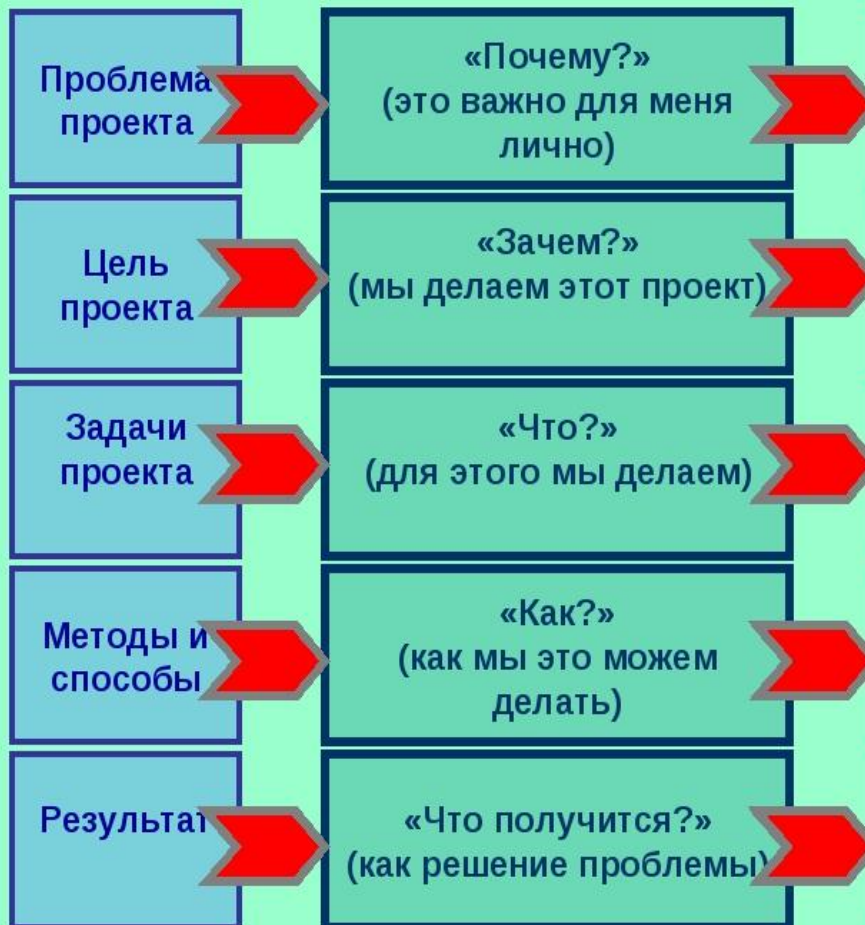 Проблема
проекта
«Почему?»
(это важно для меня
лично)
Цель
проекта
«Зачем?»
(мы делаем этот проект)
Задачи
проекта
«Что?»
(для этого мы делаем)
Методы и
способы
«Как?»
(как мы это можем
делать)
Результат
«Что получится?»
(как решение проблемы)